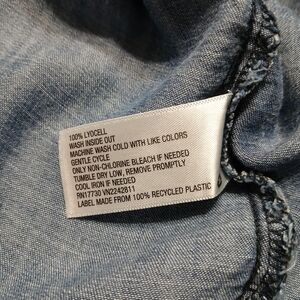 100% LYOCELL
WASH INSIDE OUT
MACHINE WASH COLD WITH LIKE COLORS
GENTLE CYCLE
ONLY NON-CHLORINE BLEACH IF NEEDED
TUMBLE DRY LOW, REMOVE PROMPTLY
COOL IRON IF NEEDED
RN17730 VN2242811
LABEL MADE FROM 100% RECYCLED PLASTIC